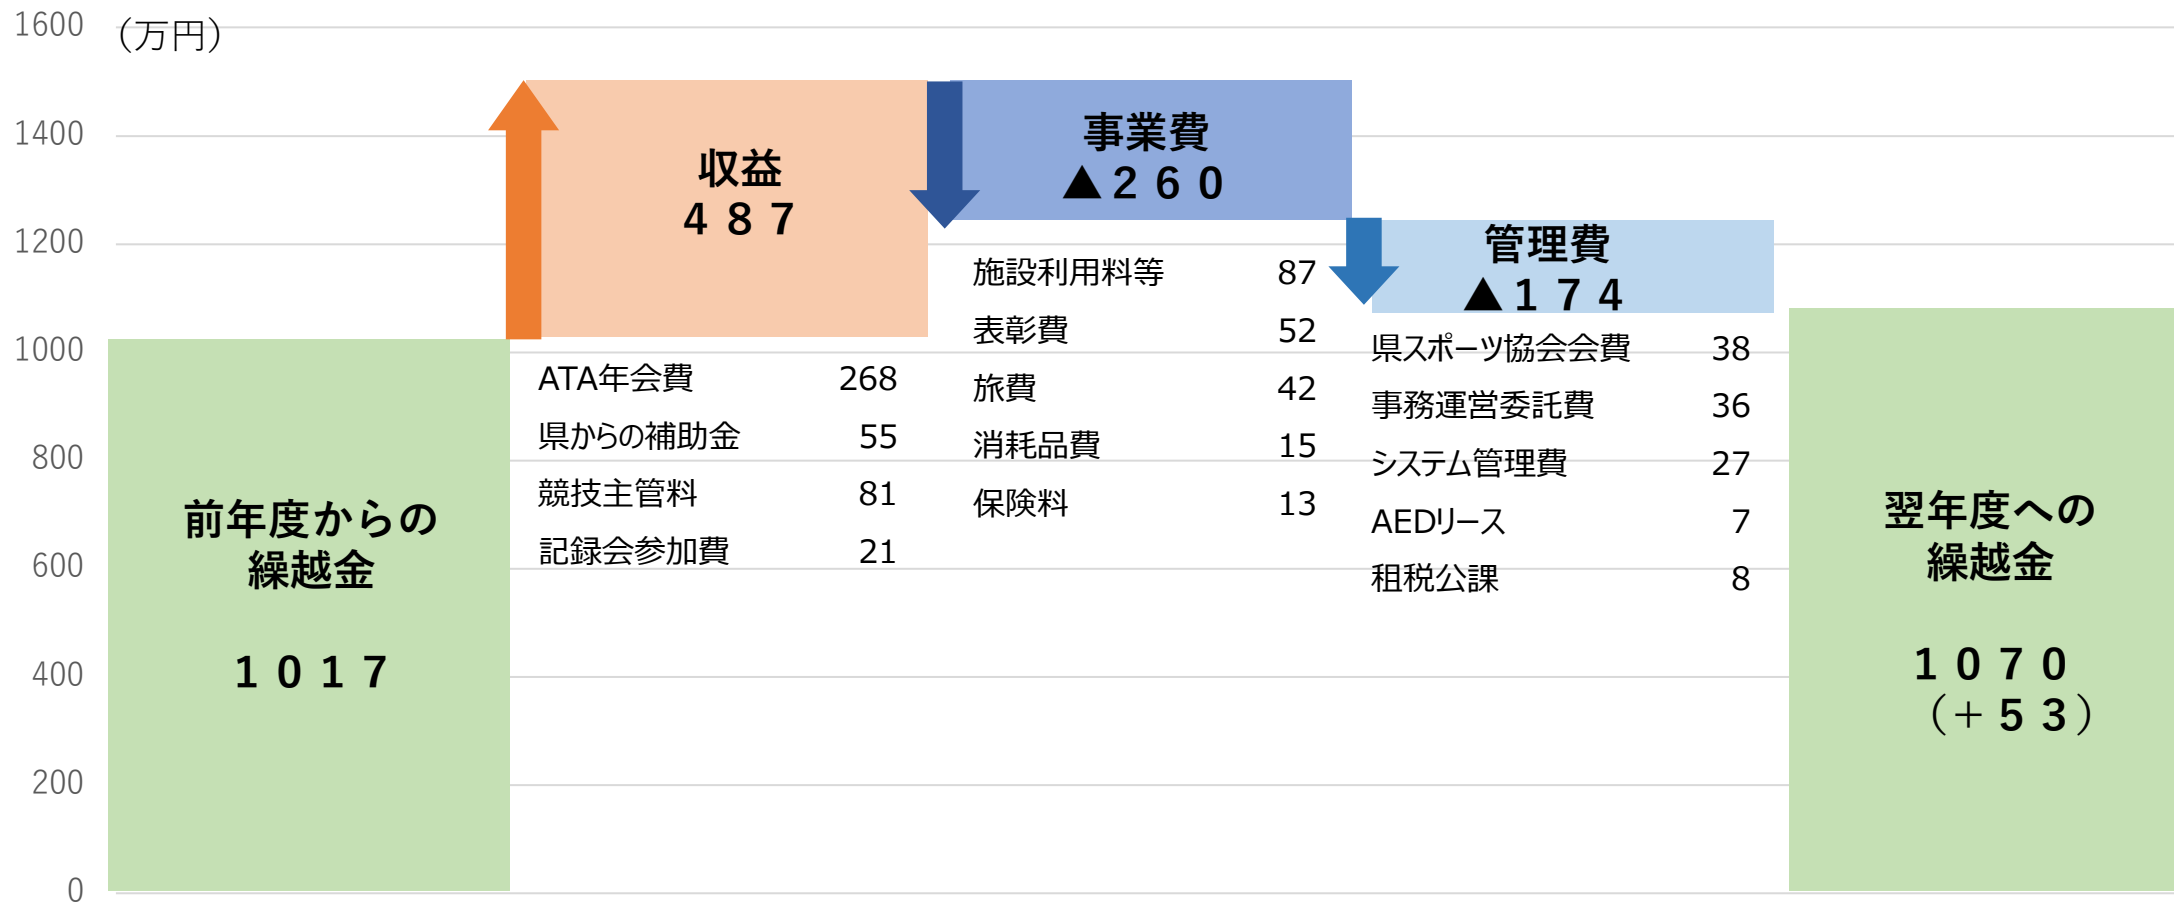 1600
(万円)
1400
1200
1000
800
600
400
200
0
前年度からの
繰越金
１０１７
収益
４８７
ATA年会費 268
県からの補助金 55
競技主管料 81
記録会参加費 21
事業費
▲２６０
施設利用料等 87
表彰費 52
旅費 42
消耗品費 15
保険料 13
管理費
▲１７４
県スポーツ協会会費 38
事務運営委託費 36
システム管理費 27
AEDリース 7
租税公課 8
翌年度への
繰越金
１０７０
（＋５３）